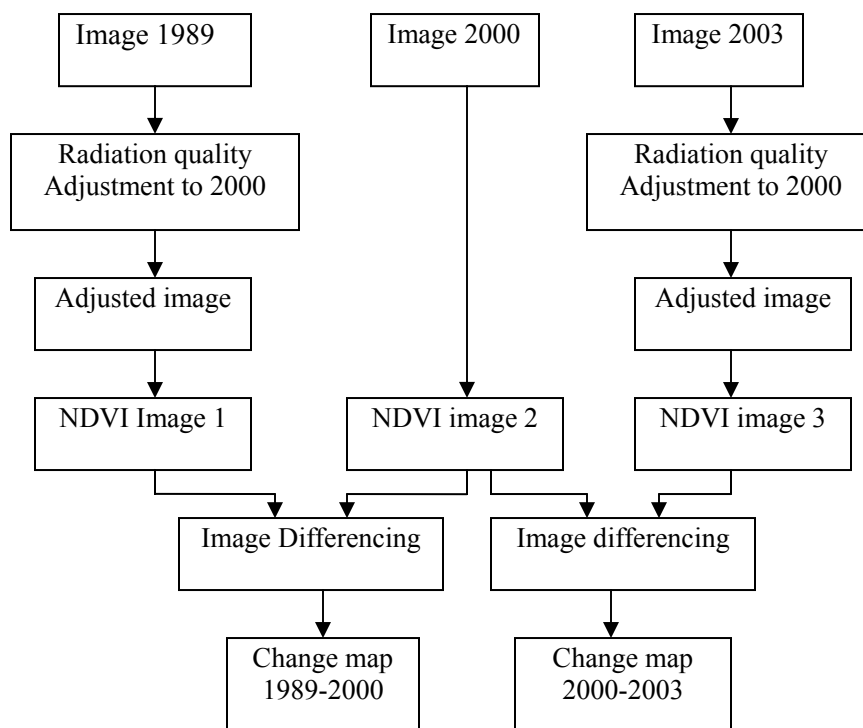 Image 1989
Image 2000
Image 2003
Radiation quality
Adjustment to 2000
Radiation quality
Adjustment to 2000
Adjusted image
Adjusted image
NDVI Image 1
NDVI image 2
NDVI image 3
Image Differencing
Image differencing
Change map
1989-2000
Change map
2000-2003